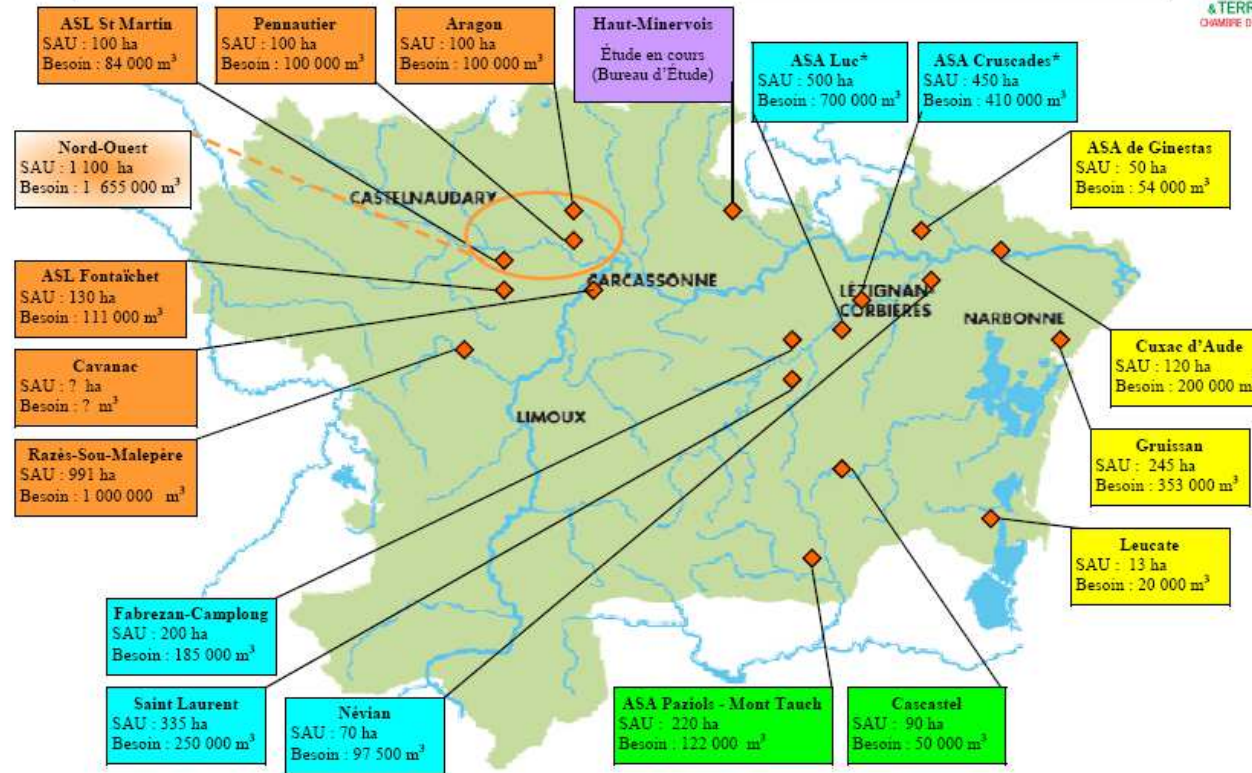 & TERR
CHAMBRE D
ASL St Martin
SAU : 100 ha
Besoin : 84 000 m³
Pennautier
SAU : 100 ha
Besoin : 100 000 m³
Aragon
SAU : 100 ha
Besoin : 100 000 m³
Haut-Minervois
Étude en cours
(Bureau d'Étude)
ASA Luc*
SAU : 500 ha
Besoin : 700 000 m³
ASA Cruscades*
SAU : 450 ha
Besoin : 410 000 m³
Nord-Ouest
SAU : 1 100 ha
Besoin : 1 655 000 m³
ASA de Ginestas
SAU : 50 ha
Besoin : 54 000 m³
CASTELNAUDARY
ASL Fontaïchet
SAU : 130 ha
Besoin : 111 000 m³
CARCASSONNE
LÉZIGNAN-
CORBIÈRES
NARBONNE
Cavanac
SAU : ? ha
Besoin : ? m³
Cuxac d'Aude
SAU : 120 ha
Besoin : 200 000 m
LIMOUX
Razès-Sou-Malepère
SAU : 991 ha
Besoin : 1 000 000 m³
Gruissan
SAU : 245 ha
Besoin : 353 000 m³
Leucate
SAU : 13 ha
Besoin : 20 000 m³
Fabrezan-Camplong
SAU : 200 ha
Besoin : 185 000 m³
Saint Laurent
SAU : 335 ha
Besoin : 250 000 m³
Névian
SAU : 70 ha
Besoin : 97 500 m³
ASA Paziols - Mont Tauch
SAU : 220 ha
Besoin : 122 000 m³
Cascastel
SAU : 90 ha
Besoin : 50 000 m³